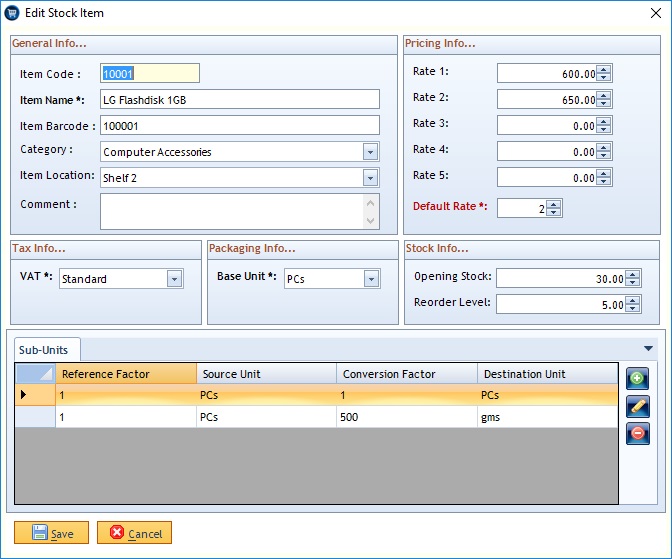 Edit Stock Item
General Info...
Item Code : 10001
Item Name *: LG Flashdisk 1GB
Item Barcode : 100001
Category : Computer Accessories
Item Location: Shelf 2
Comment :
Pricing Info...
Rate 1: 600.00
Rate 2: 650.00
Rate 3: 0.00
Rate 4: 0.00
Rate 5: 0.00
Default Rate *: 2
Tax Info...
VAT *: Standard
Packaging Info...
Base Unit *: PCs
Stock Info...
Opening Stock: 30.00
Reorder Level: 5.00
Sub-Units
Reference Factor Source Unit Conversion Factor Destination Unit
1 PCs 1 PCs
1 PCs 500 gms
Save Cancel